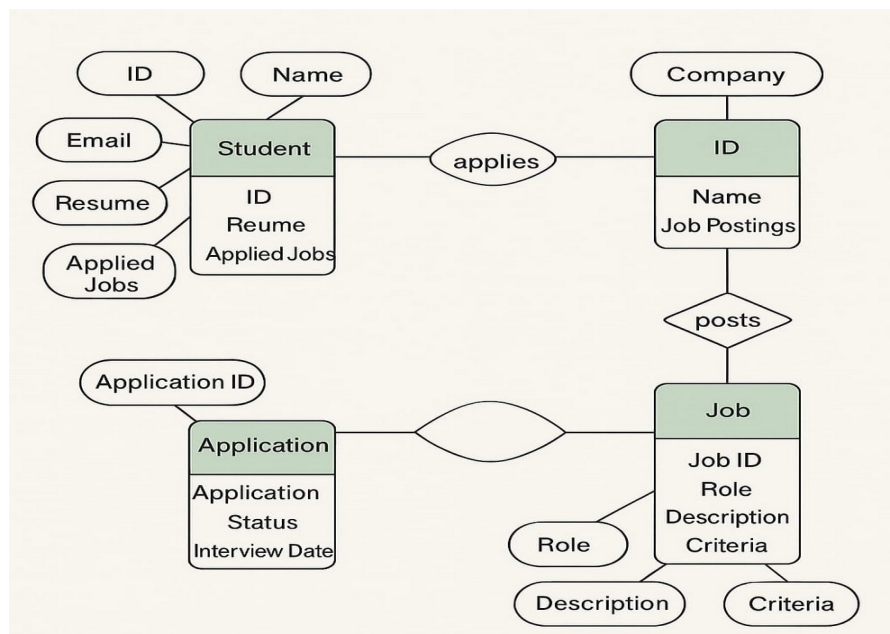 ID
Name
Company
Email
Student
applies
ID
Resume
ID
Reume
Applied Jobs
Name
Job Postings
Applied
Jobs
posts
Application ID
Job
Application
Application
Status
Interview Date
Job ID
Role
Description
Criteria
Role
Description
Criteria